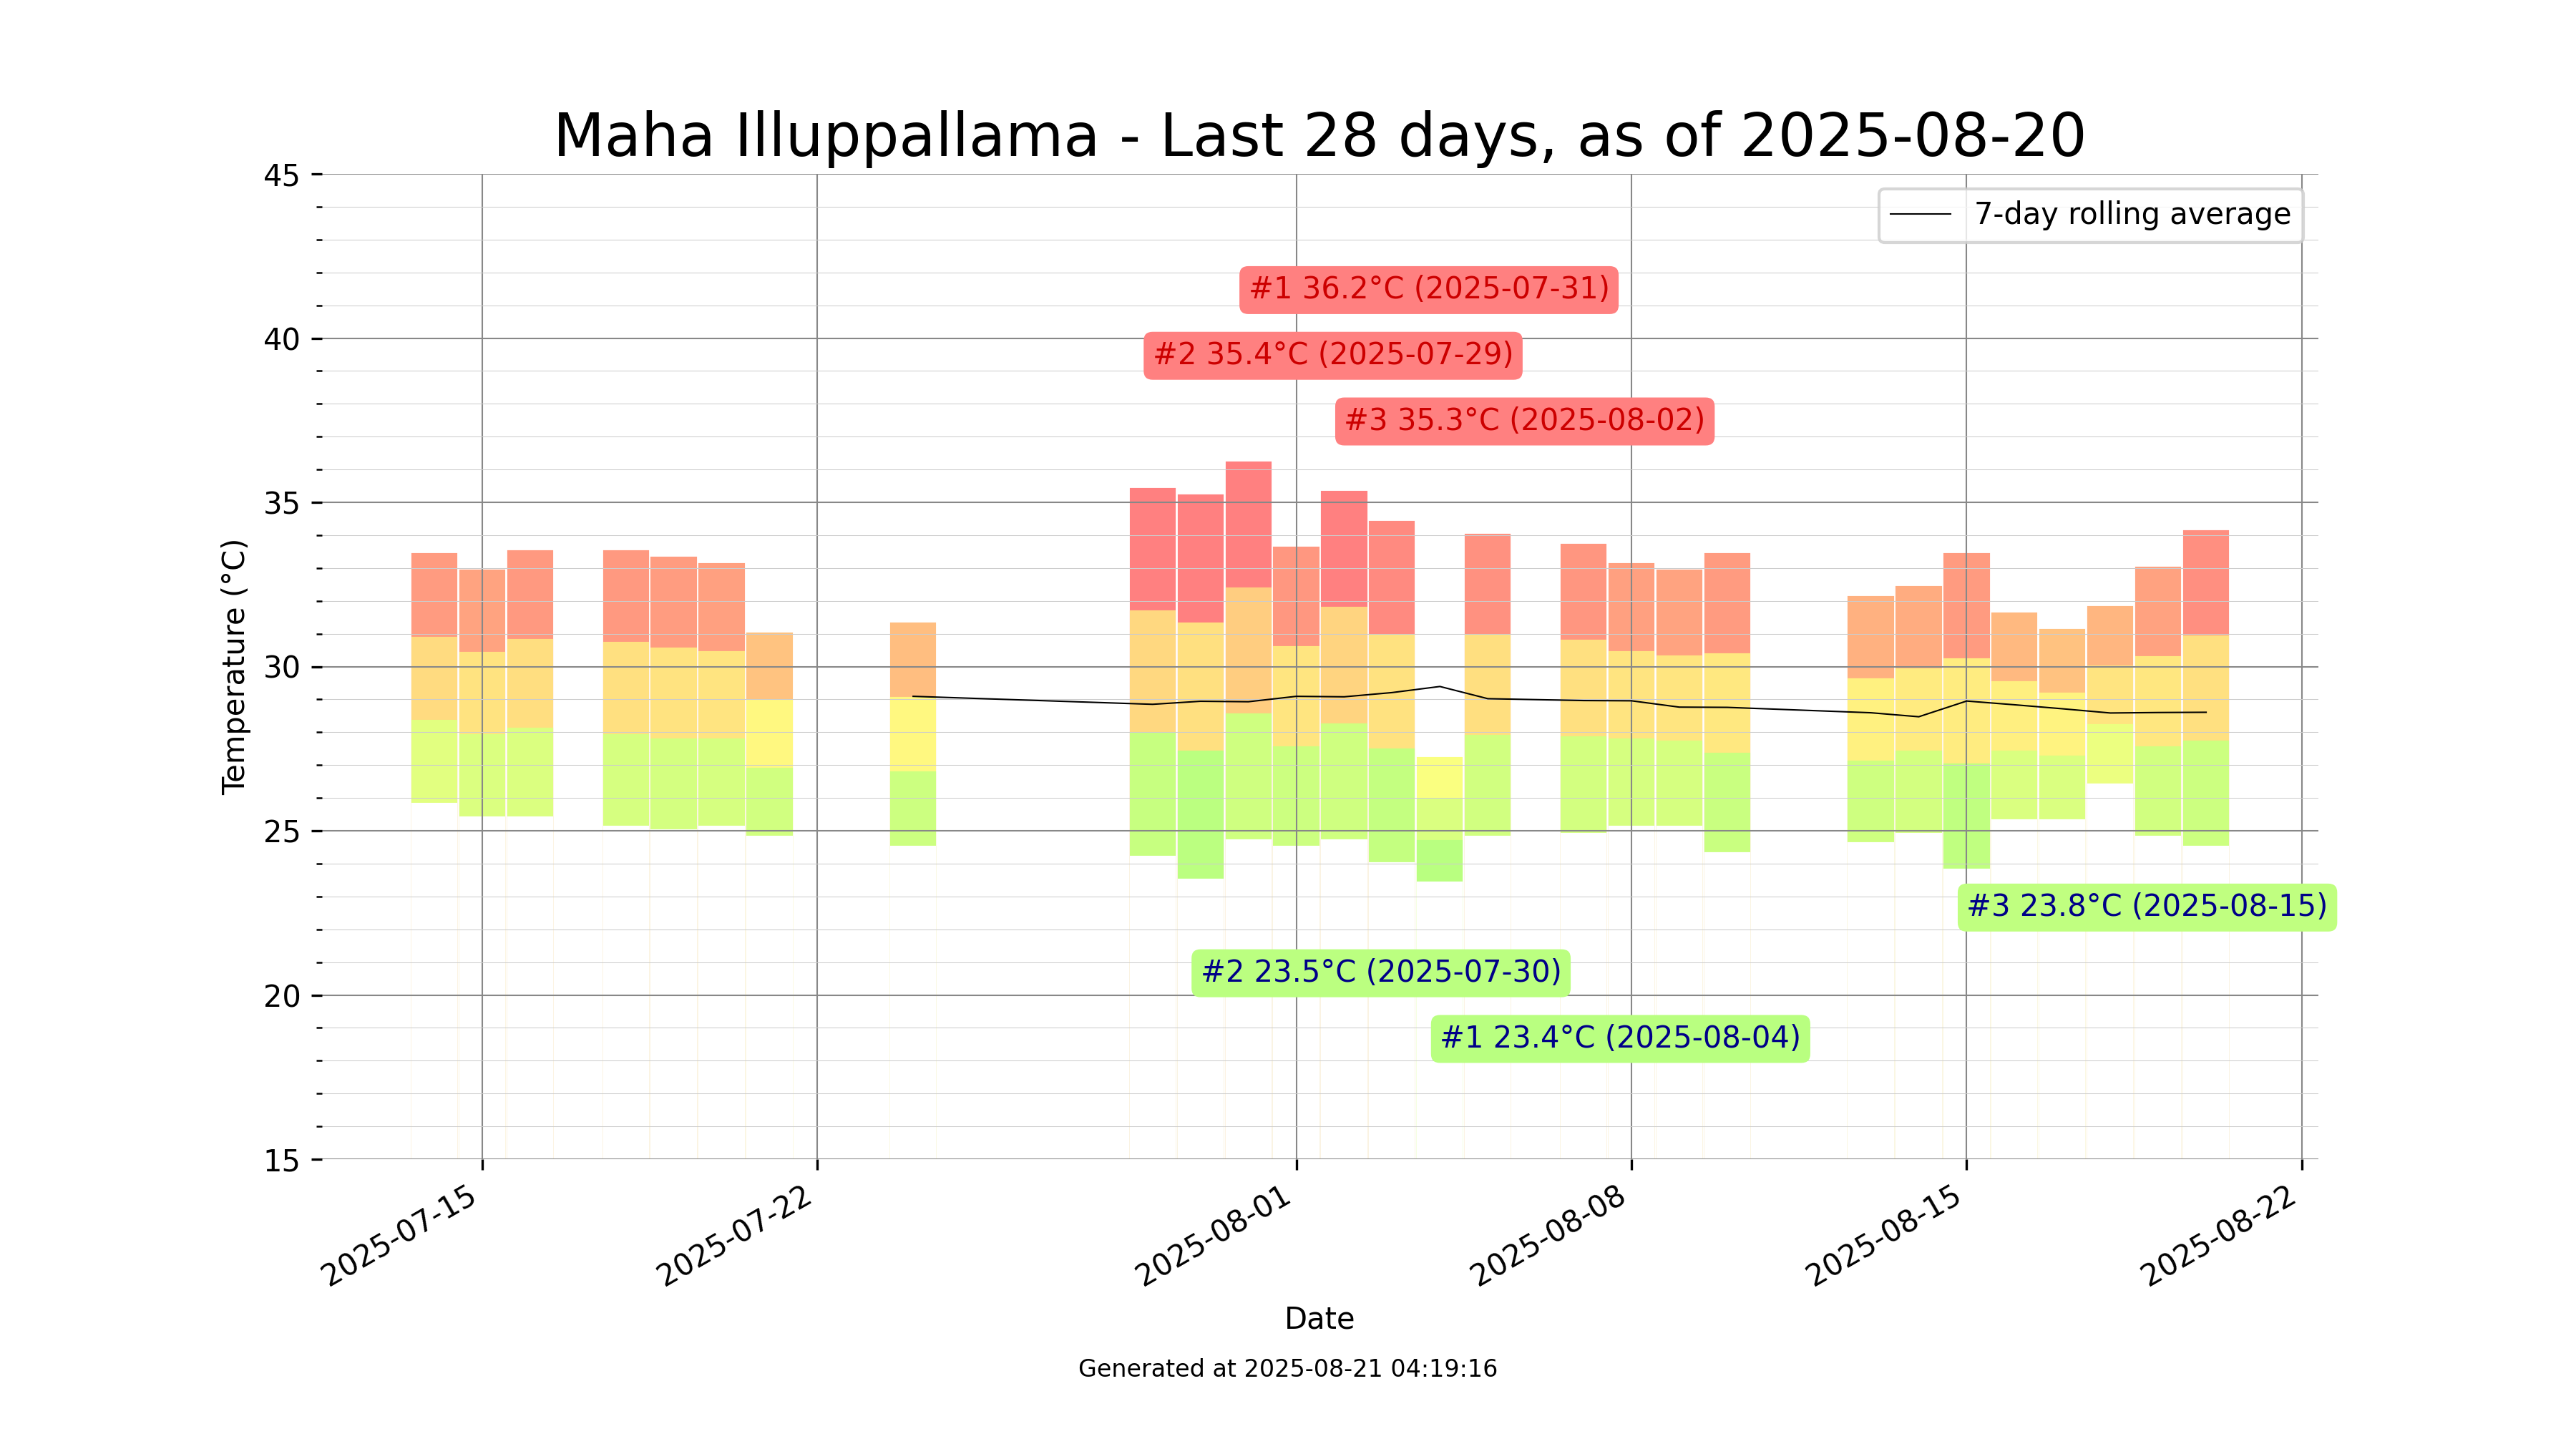 Maha Illuppallama - Last 28 days, as of 2025-08-20
7-day rolling average
#1 36.2°C (2025-07-31)
#2 35.4°C (2025-07-29)
#3 35.3°C (2025-08-02)
#3 23.8°C (2025-08-15)
#2 23.5°C (2025-07-30)
#1 23.4°C (2025-08-04)
Temperature (°C)
45
40
35
30
25
20
15
2025-07-15
2025-07-22
2025-08-01
2025-08-08
2025-08-15
2025-08-22
Date
Generated at 2025-08-21 04:19:16